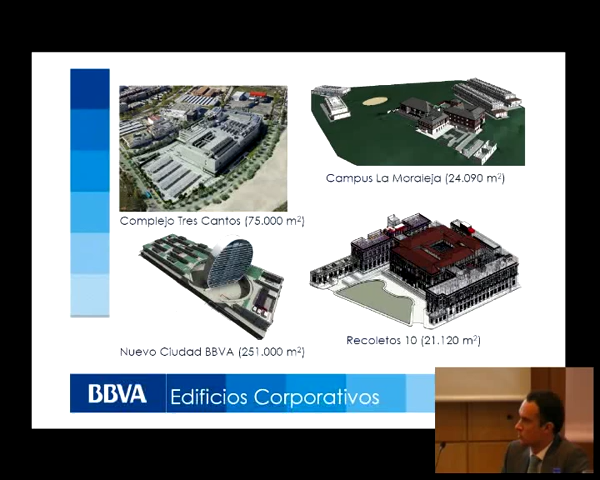 Complejo Tres Cantos (75.000 m²)
Campus La Moraleja (24.090 m²)
Nuevo Ciudad BBVA (251.000 m²)
Recoletos 10 (21.120 m²)
BBVA
Edificios Corporativos